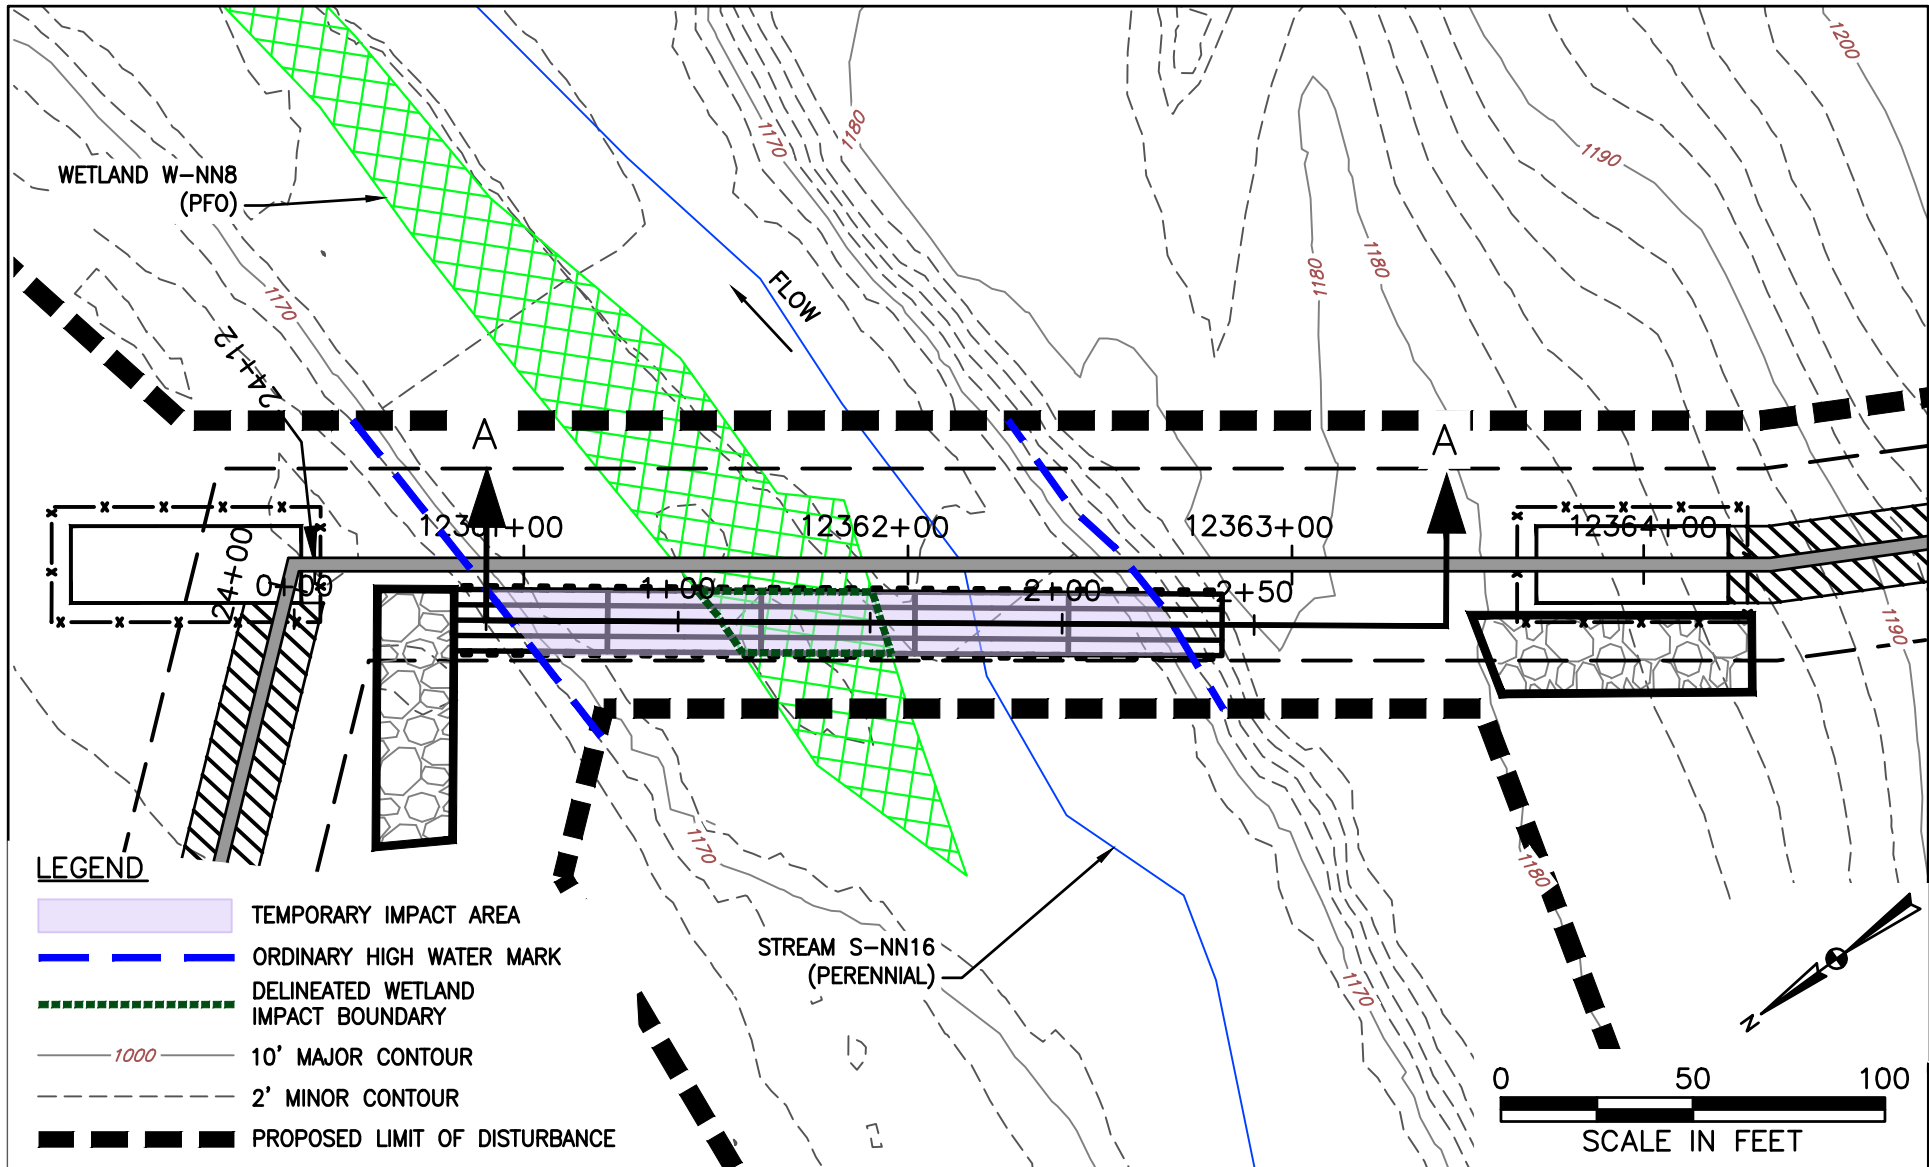 1200
1180
1170
1190
WETLAND W-NN8
(PFO)
1180
1180
1170
FLOW
24+12
A
A
12362+00
12363+00
12364+00
24+00
0+00
1+00
2+00
2+50
1190
1170
1180
LEGEND
TEMPORARY IMPACT AREA
ORDINARY HIGH WATER MARK
DELINEATED WETLAND
IMPACT BOUNDARY
1000
10' MAJOR CONTOUR
2' MINOR CONTOUR
PROPOSED LIMIT OF DISTURBANCE
STREAM S-NN16
(PERENNIAL)
1170
N
0 50 100
SCALE IN FEET